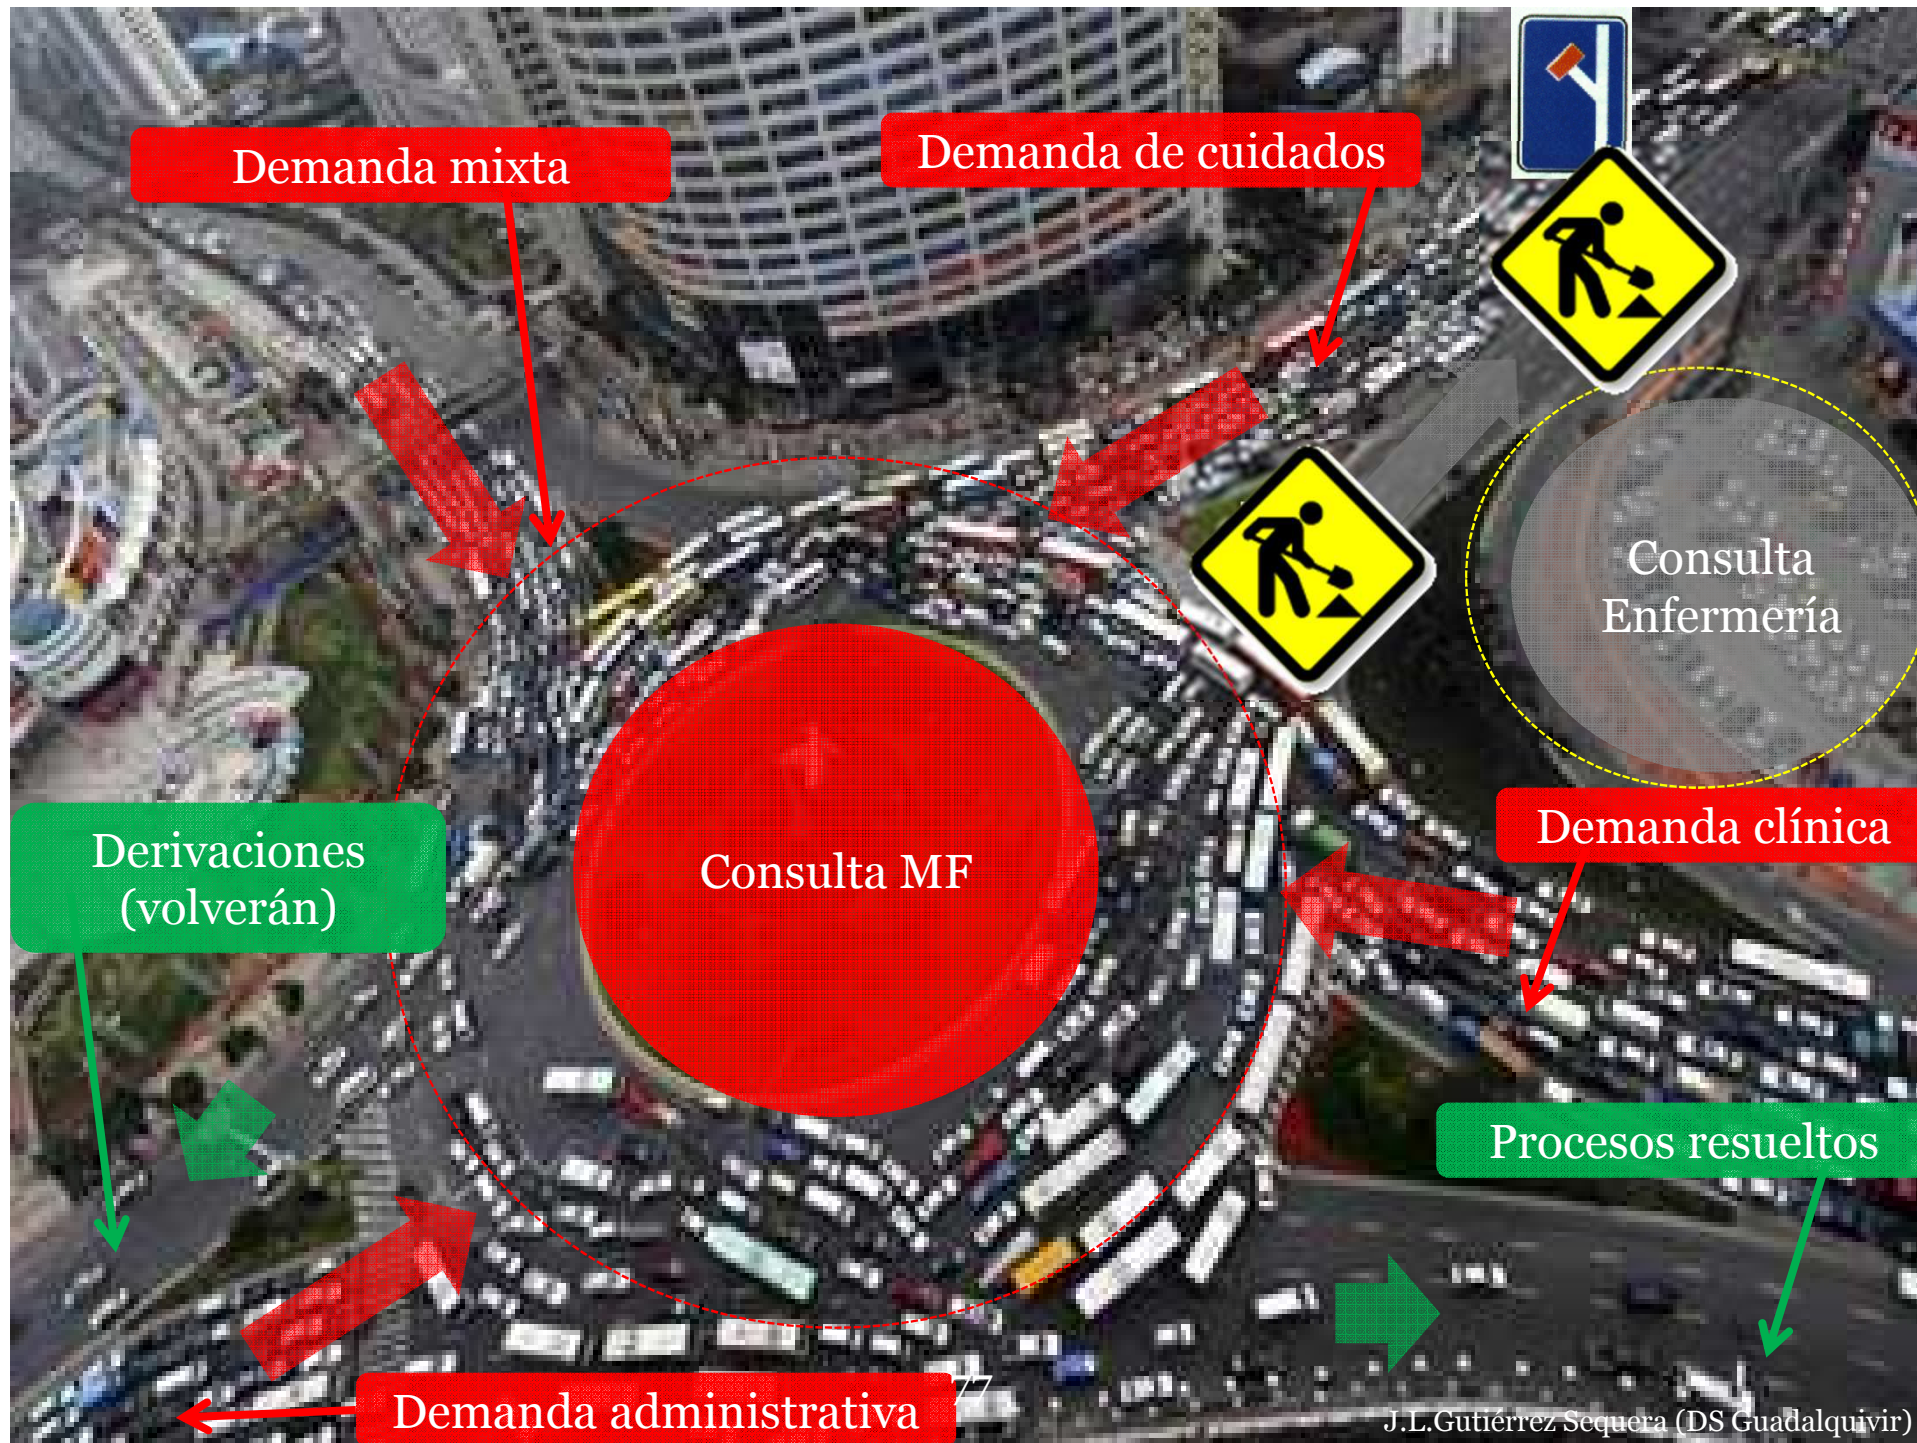 Demanda mixta
Demanda de cuidados
Consulta
Enfermería
Derivaciones
(volverán)
Consulta MF
Demanda clínica
Procesos resueltos
Demanda administrativa
77
J.L.Gutiérrez Sequera (DS Guadalquivir)